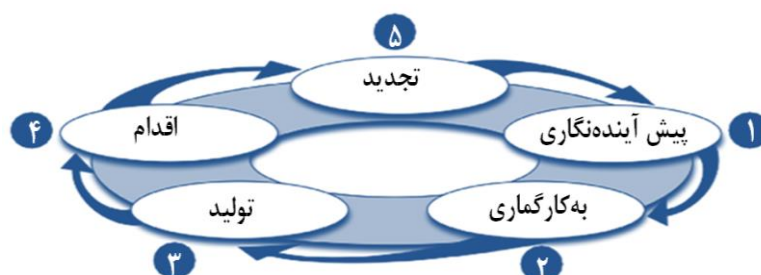 ۵
تجدید
۱
پیش آینده‌نگاری
۲
به‌کارگماری
۳
تولید
۴
اقدام